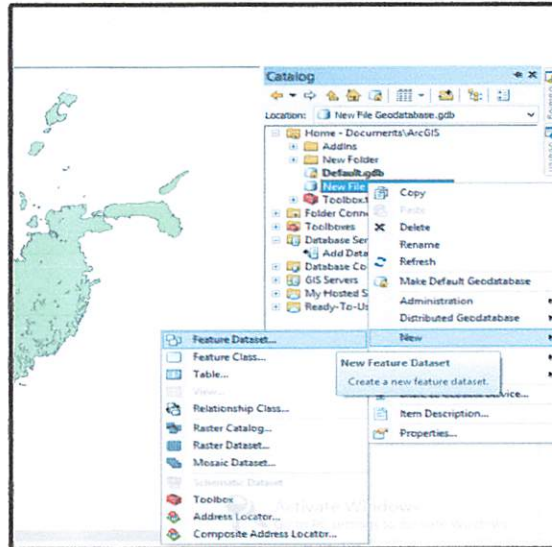 Catalog
Location: New File Geodatabase.gdb
Home - Documents\ArcGIS
Addins
New Folder
Default.gdb
New File
Toolbox.t
Folder Conn
Toolboxes
Database Ser
Add Data
Database Co
GIS Servers
My Hosted S
Ready-To-Us
Copy
Paste
Delete
Rename
Refresh
Make Default Geodatabase
Administration
Distributed Geodatabase
New
Item Description...
Properties...
Feature Dataset...
Feature Class...
Table...
View...
Relationship Class...
Raster Catalog...
Raster Dataset...
Mosaic Dataset...
Schematic Dataset
Toolbox
Address Locator...
Composite Address Locator...
New Feature Dataset
Create a new feature dataset.
Activate Windows